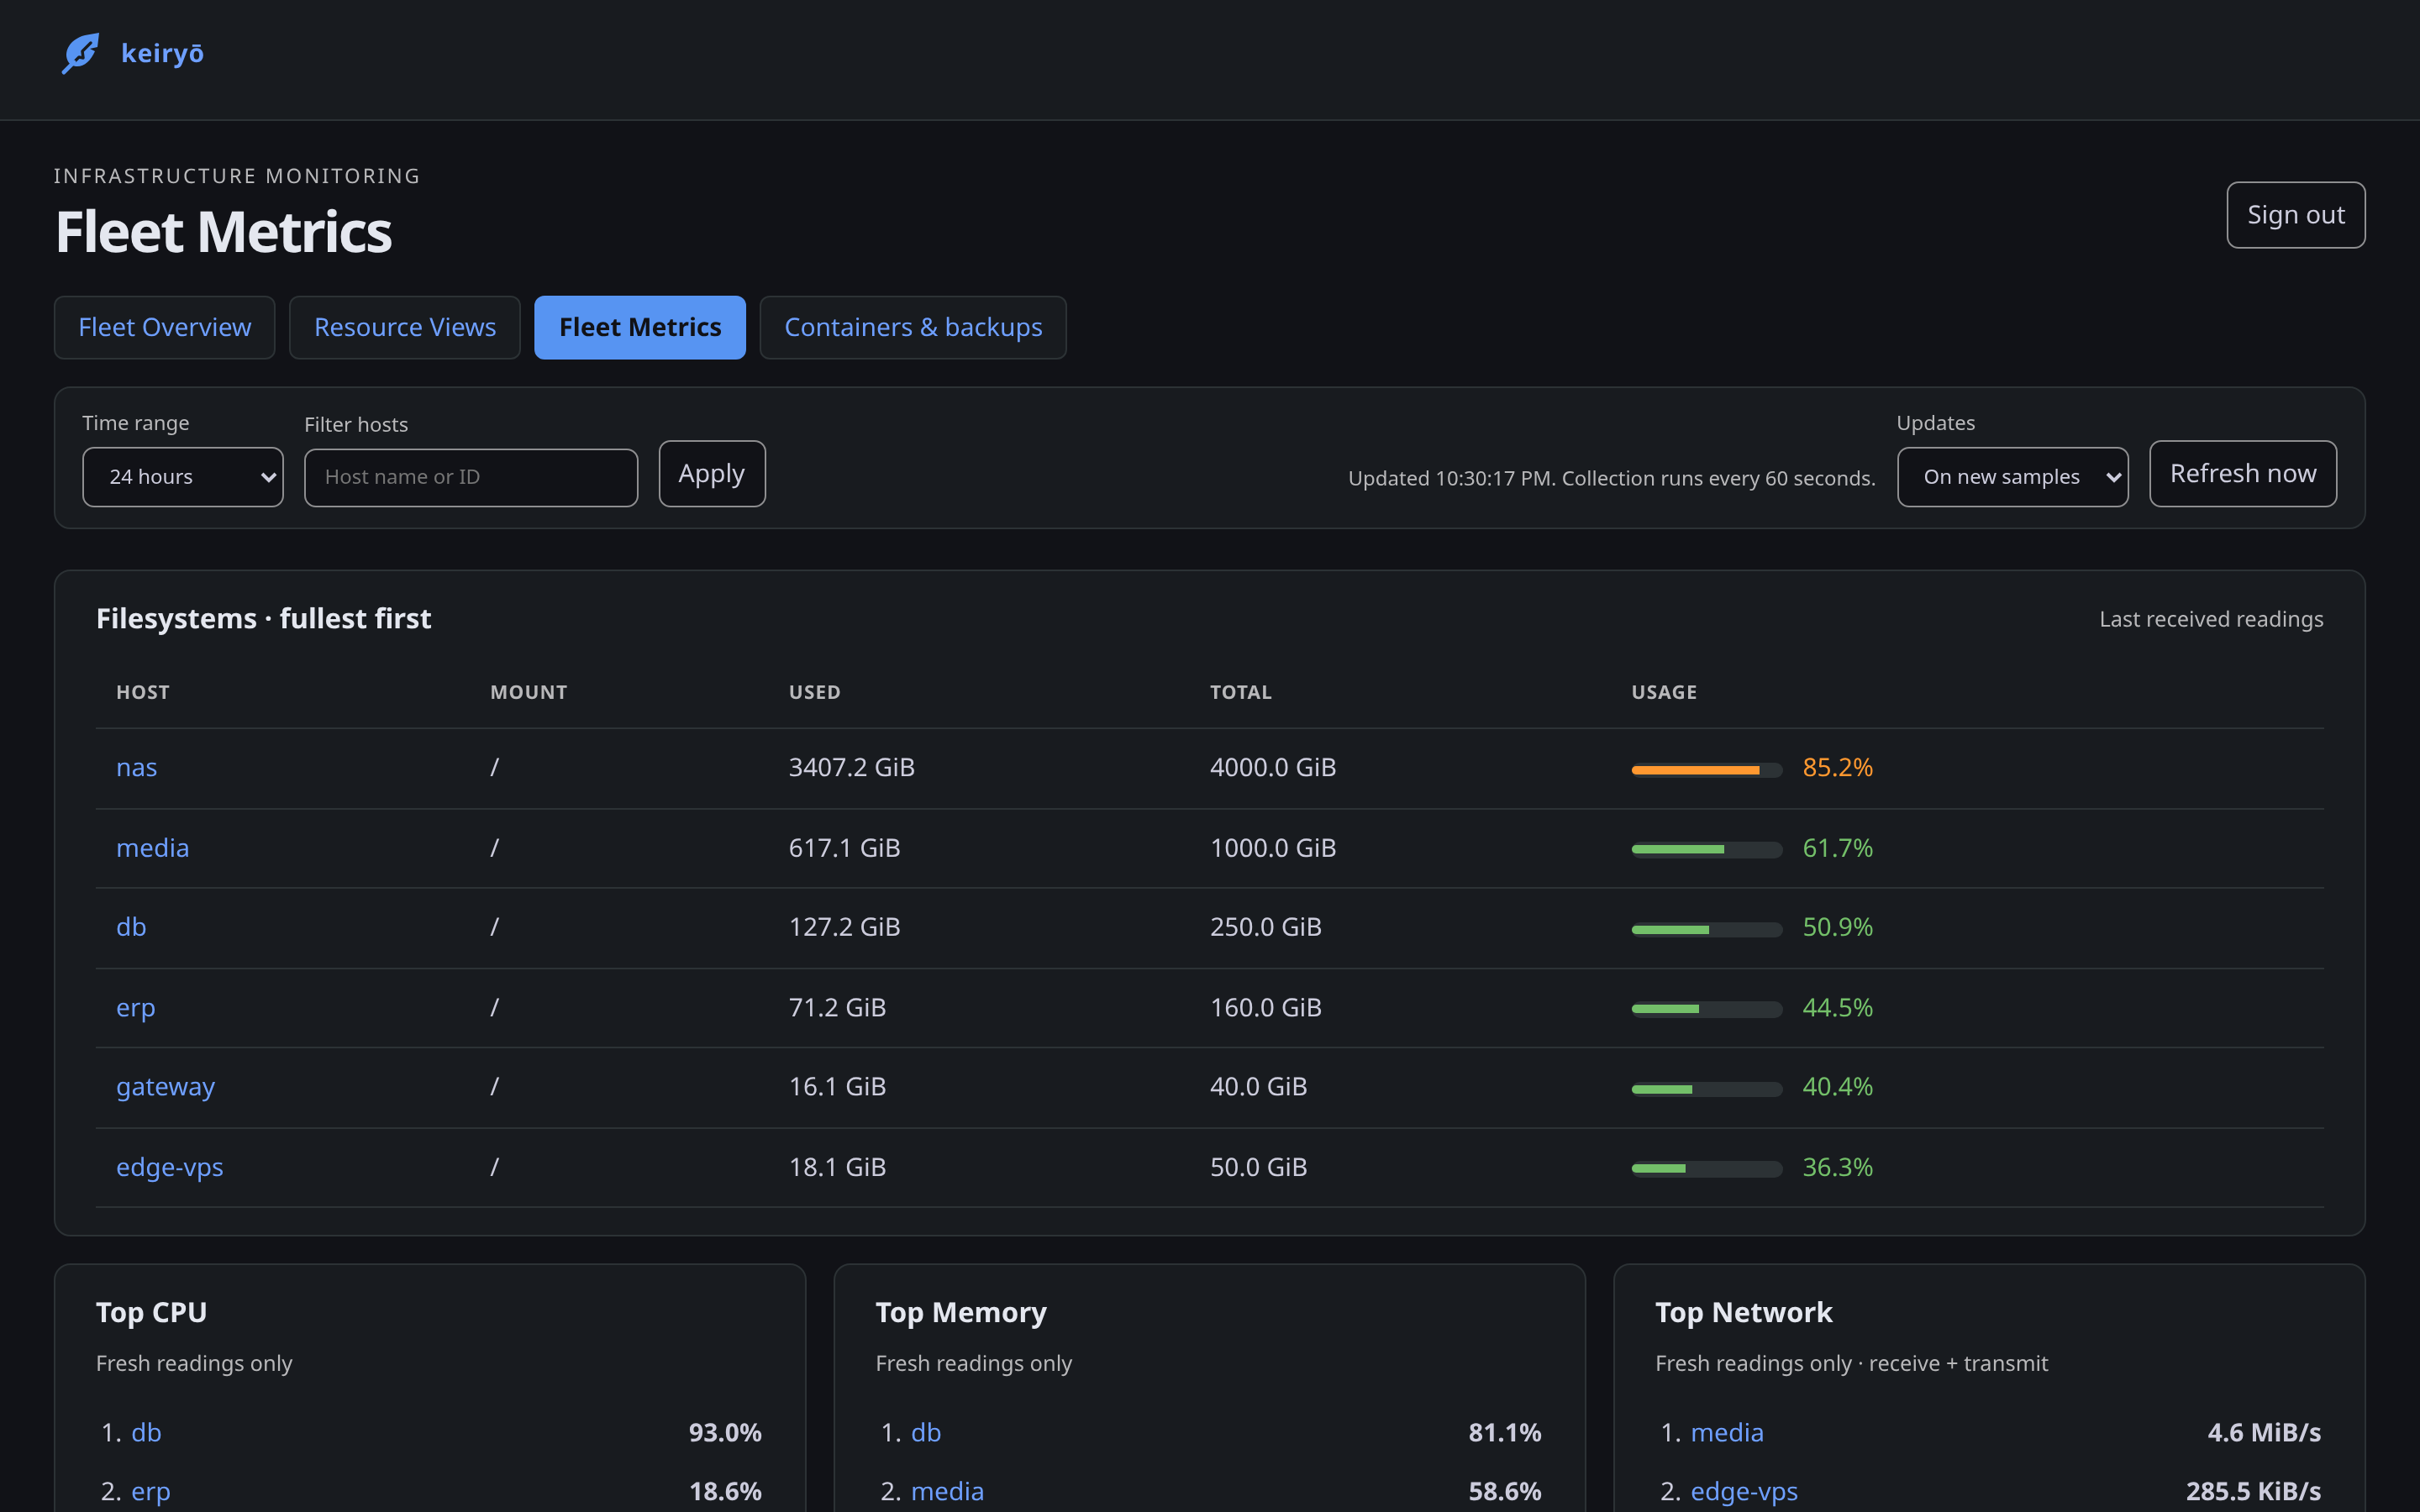 keiryō
INFRASTRUCTURE MONITORING
Fleet Metrics
Sign out
Fleet Overview
Resource Views
Fleet Metrics
Containers & backups
Time range
24 hours
Filter hosts
Host name or ID
Apply
Updated 10:30:17 PM. Collection runs every 60 seconds.
Updates
On new samples
Refresh now
Filesystems · fullest first
Last received readings
HOST MOUNT USED TOTAL USAGE
nas / 3407.2 GiB 4000.0 GiB 85.2%
media / 617.1 GiB 1000.0 GiB 61.7%
db / 127.2 GiB 250.0 GiB 50.9%
erp / 71.2 GiB 160.0 GiB 44.5%
gateway / 16.1 GiB 40.0 GiB 40.4%
edge-vps / 18.1 GiB 50.0 GiB 36.3%
Top CPU
Fresh readings only
1. db 93.0%
2. erp 18.6%
Top Memory
Fresh readings only
1. db 81.1%
2. media 58.6%
Top Network
Fresh readings only · receive + transmit
1. media 4.6 MiB/s
2. edge-vps 285.5 KiB/s